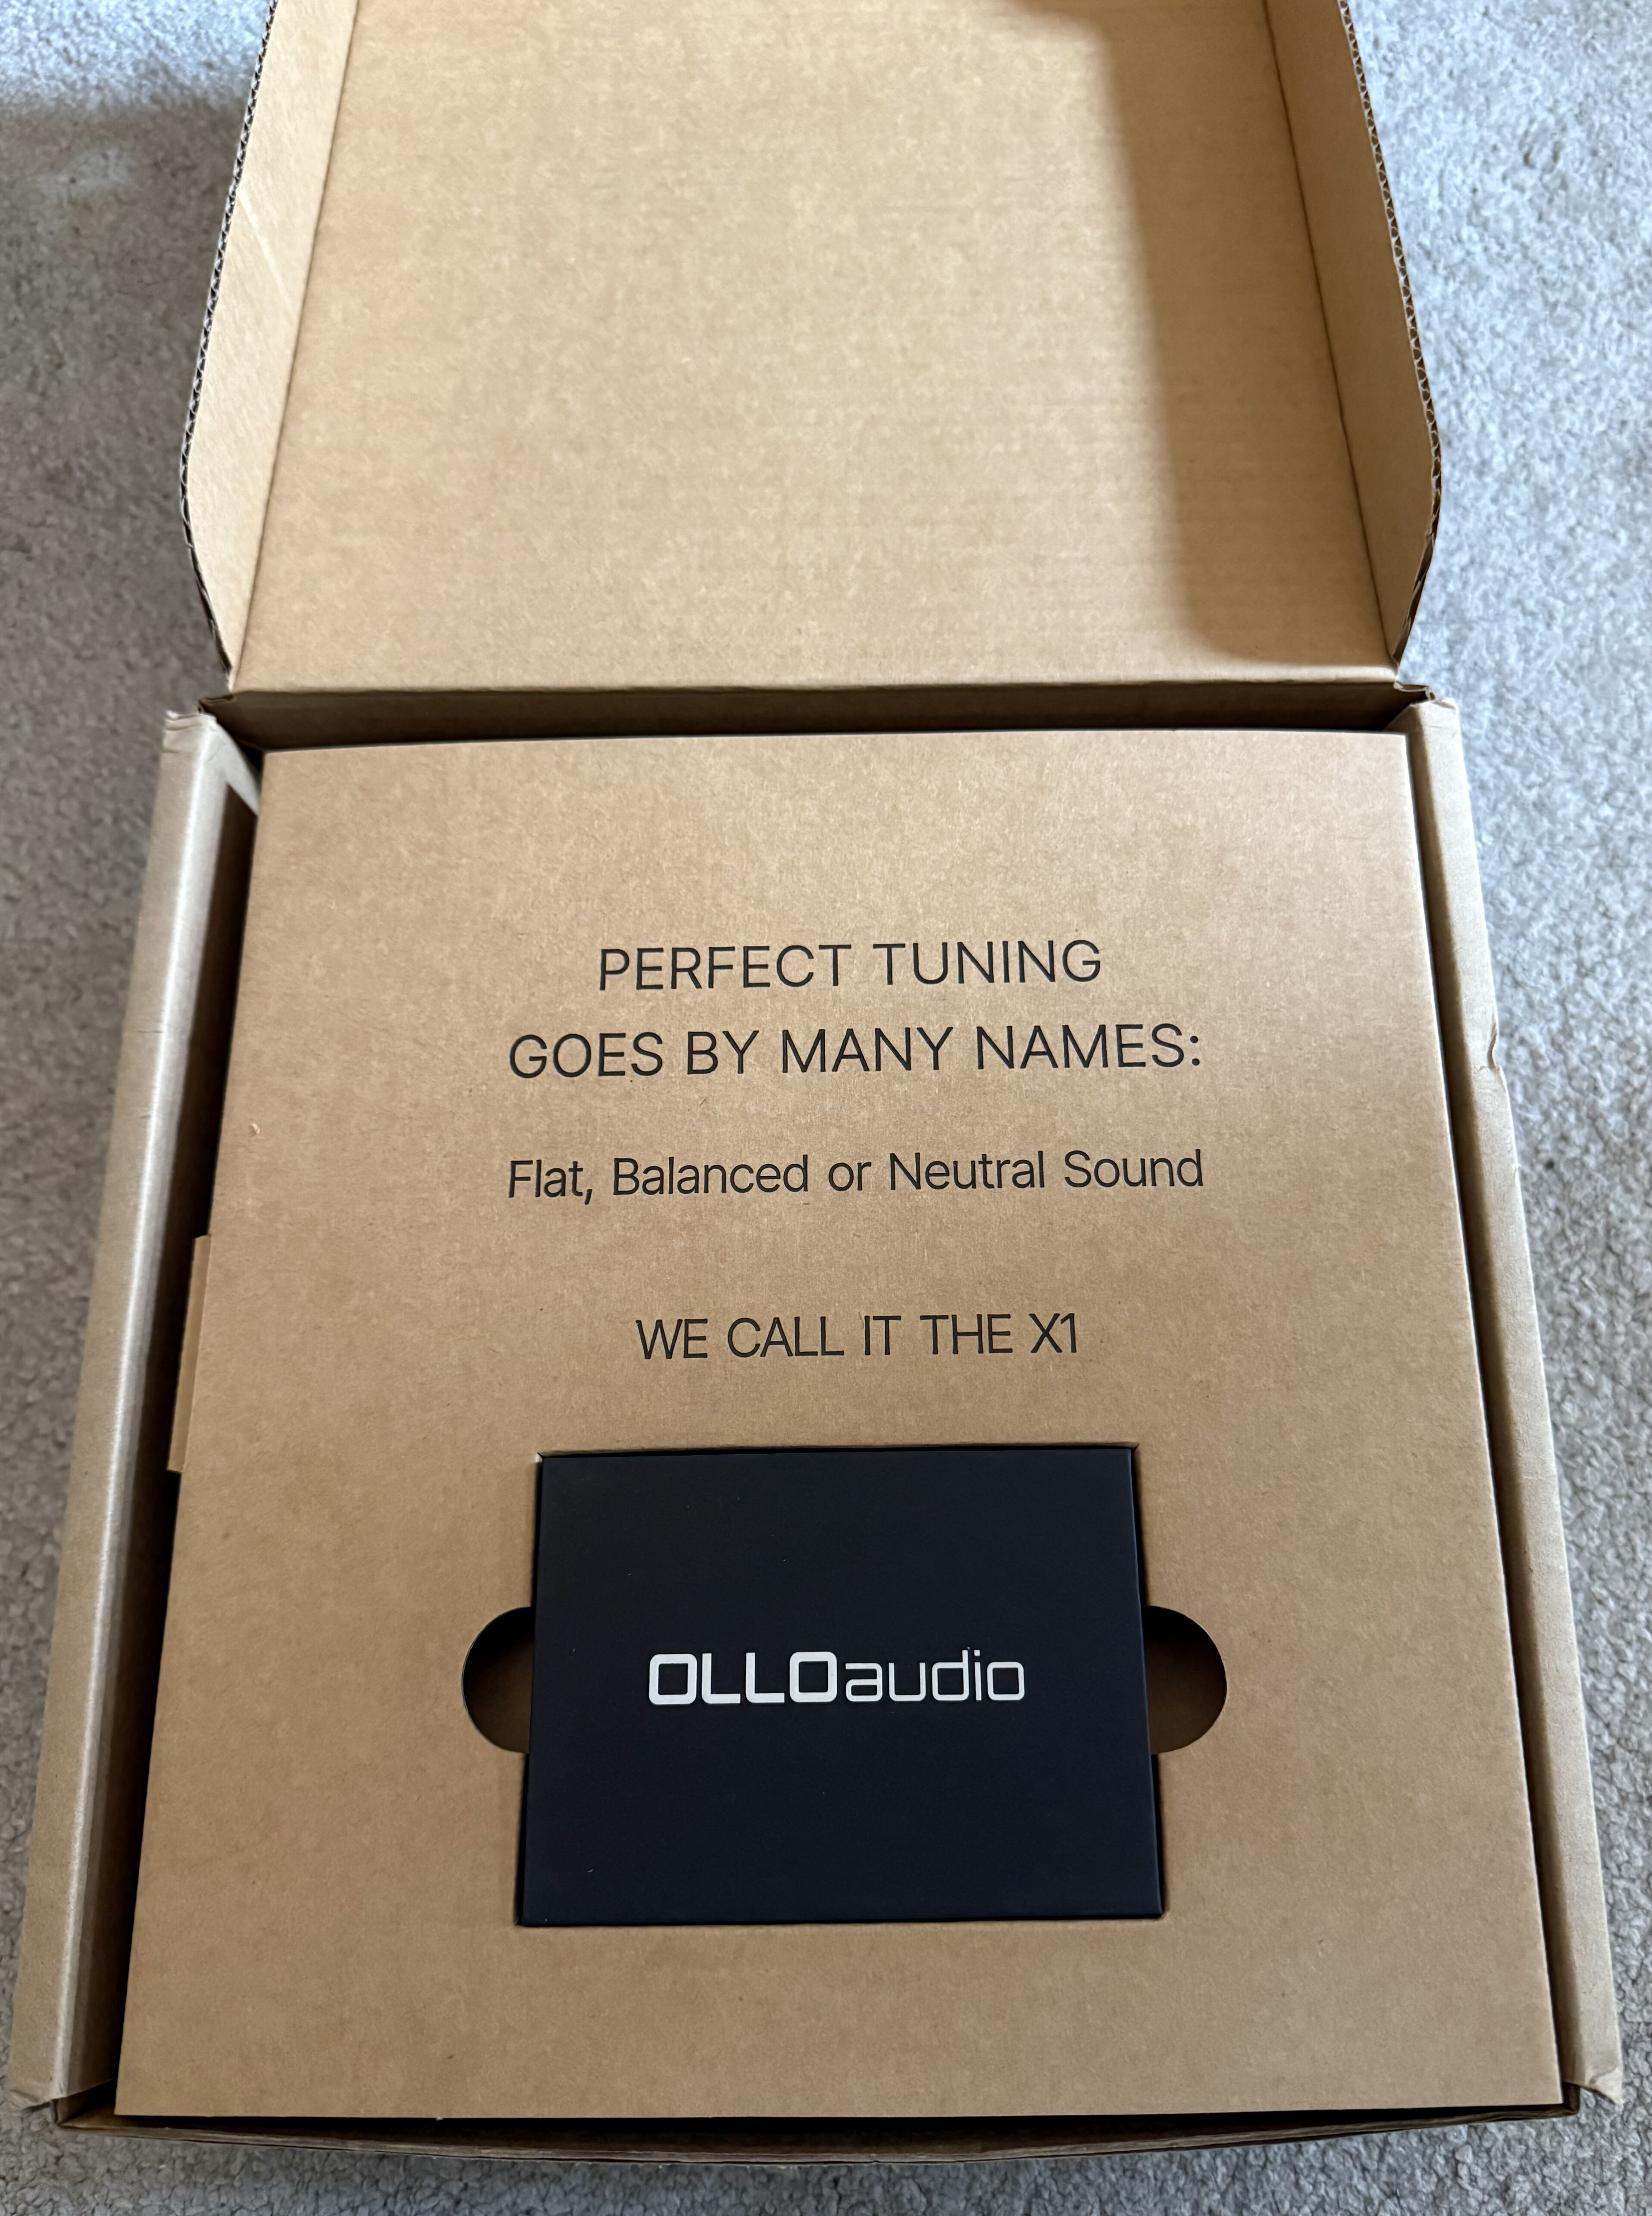 PERFECT TUNING
GOES BY MANY NAMES:
Flat, Balanced or Neutral Sound
WE CALL IT THE X1
OLLOaudio